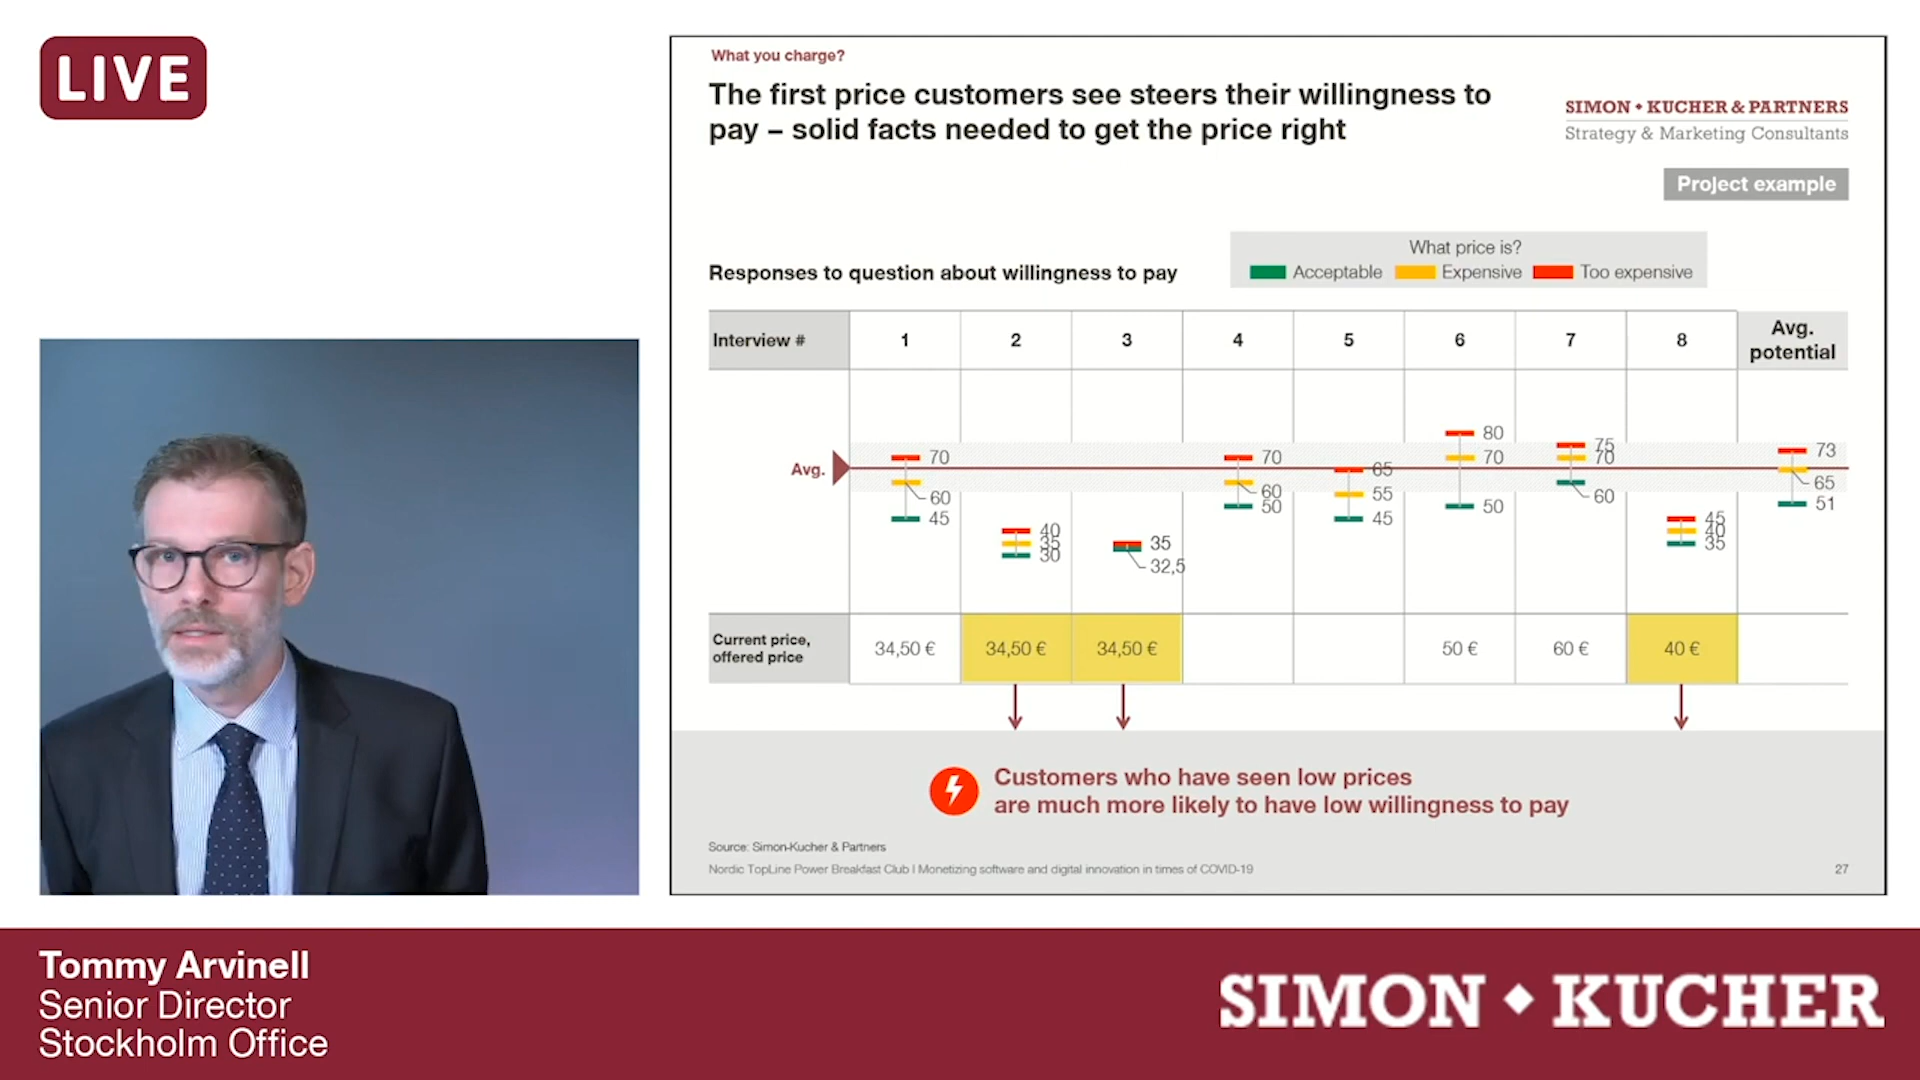 LIVE
What you charge?
The first price customers see steers their willingness to
pay – solid facts needed to get the price right
SIMON • KUCHER & PARTNERS
Strategy & Marketing Consultants
Project example
Responses to question about willingness to pay
What price is?
Acceptable Expensive Too expensive
Interview # 1 2 3 4 5 6 7 8 Avg. potential
Avg.
70
60
45
40
35
30
35
32,5
70
60
50
65
55
45
80
70
50
75
70
60
45
40
35
73
65
51
Current price, offered price 34,50 € 34,50 € 34,50 € 50 € 60 € 40 €
Customers who have seen low prices
are much more likely to have low willingness to pay
Source: Simon-Kucher & Partners
Nordic TopLine Power Breakfast Club I Monetizing software and digital innovation in times of COVID-19
27
Tommy Arvinell
Senior Director
Stockholm Office
SIMON ◆ KUCHER